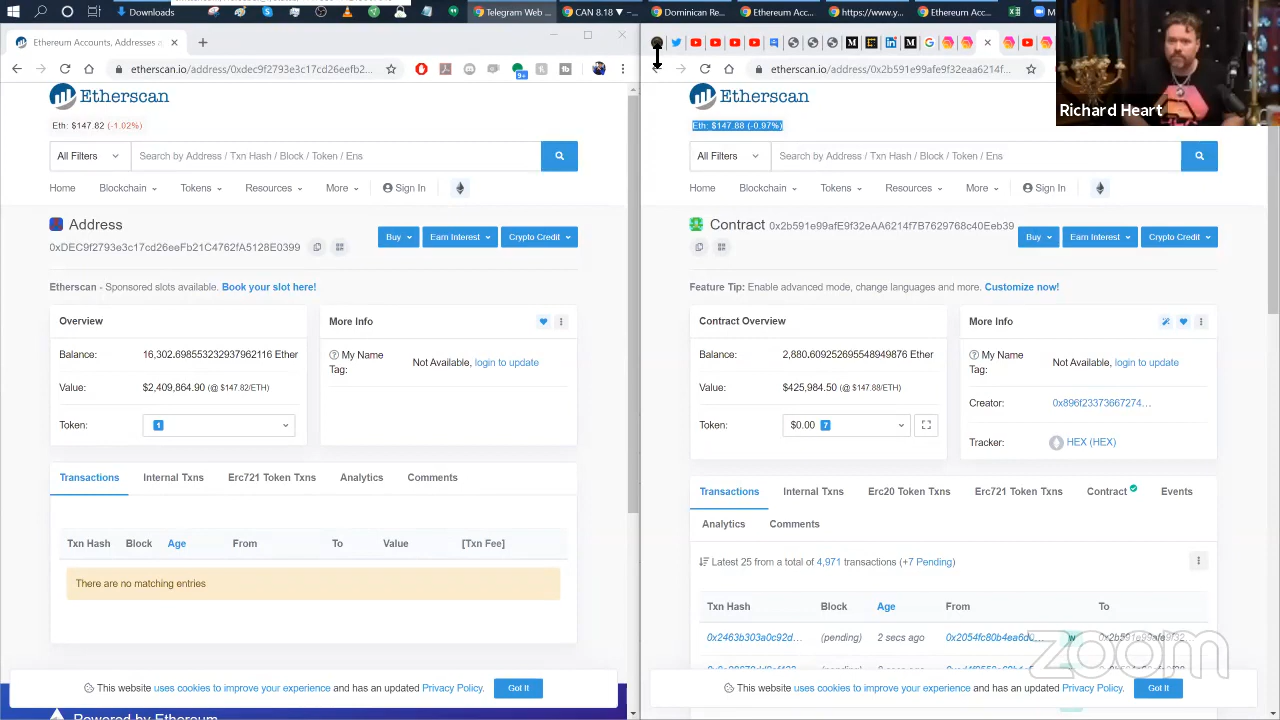 Downloads
Telegram Web ..
CAN 8.18 ▼ –
Dominican Re..
Ethereum Acc..
https://www.y..
Ethereum Acc..
Ethereum Accounts, Addresses a
etherscan.io/address/0xdec9f2793e3c17cd26eefb2...
9+
etherscan.io/address/0x2b591e99afe9f32eaa6214f...
Richard Heart
Etherscan
Eth: $147.82 (-1.02%)
All Filters
Search by Address / Txn Hash / Block / Token / Ens
Home
Blockchain
Tokens
Resources
More
Sign In
Address
0xDEC9f2793e3c17cd26eeFb21C4762fA5128E0399
Buy
Earn Interest
Crypto Credit
Etherscan - Sponsored slots available. Book your slot here!
Overview
Balance:
16,302.698553232937962116 Ether
Value:
$2,409,864.90 (@ $147.82/ETH)
Token:
1
More Info
My Name Tag:
Not Available, login to update
Transactions
Internal Txns
Erc721 Token Txns
Analytics
Comments
Txn Hash
Block
Age
From
To
Value
[Txn Fee]
There are no matching entries
This website uses cookies to improve your experience and has an updated Privacy Policy.
Got It
Powered by Ethereum
Etherscan
Eth: $147.88 (-0.97%)
All Filters
Search by Address / Txn Hash / Block / Token / Ens
Home
Blockchain
Tokens
Resources
More
Sign In
Contract 0x2b591e99afE9f32eAA6214f7B7629768c40Eeb39
Buy
Earn Interest
Crypto Credit
Feature Tip: Enable advanced mode, change languages and more. Customize now!
Contract Overview
Balance:
2,880.609252695548949876 Ether
Value:
$425,984.50 (@ $147.88/ETH)
Token:
$0.00 7
More Info
My Name Tag:
Not Available, login to update
Creator:
0x896f23373667274...
Tracker:
HEX (HEX)
Transactions
Internal Txns
Erc20 Token Txns
Erc721 Token Txns
Contract
Events
Analytics
Comments
Latest 25 from a total of 4,971 transactions (+7 Pending)
Txn Hash
Block
Age
From
To
0x2463b303a0c92d...
(pending)
2 secs ago
0x2054fc80b4ea6d0...
0x2b591e99afe9f32...
zoom
This website uses cookies to improve your experience and has an updated Privacy Policy.
Got It